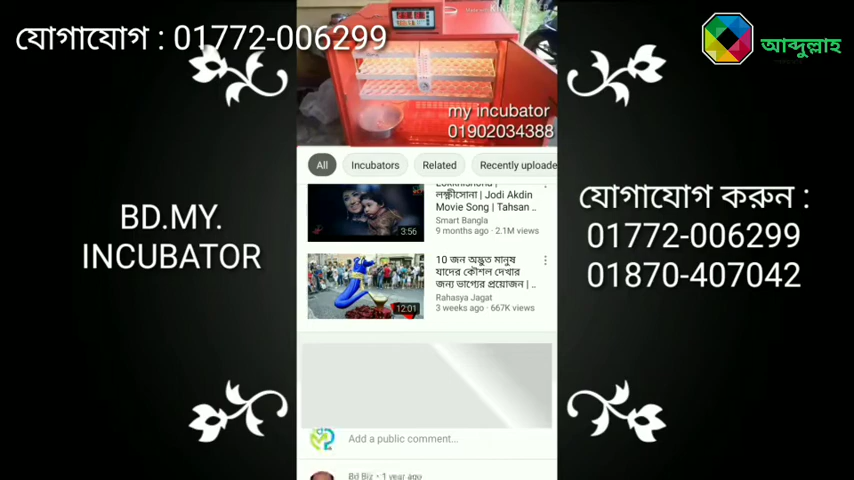 যোগাযোগ : 01772-006299
আব্দুল্লাহ
my incubator
01902034388
All
Incubators
Related
Recently uploade
BD.MY.
INCUBATOR
যোগাযোগ করুন :
01772-006299
01870-407042
লক্ষ্মীসোনা | Jodi Akdin
Movie Song | Tahsan ..
Smart Bangla
9 months ago · 2.1M views
3:56
10 জন অদ্ভুত মানুষ
যাদের কৌশল দেখার
জন্য ভাগ্যের প্রয়োজন | ..
Rahasya Jagat
3 weeks ago · 667K views
12:01
Add a public comment...
Bd Biz • 1 year ago